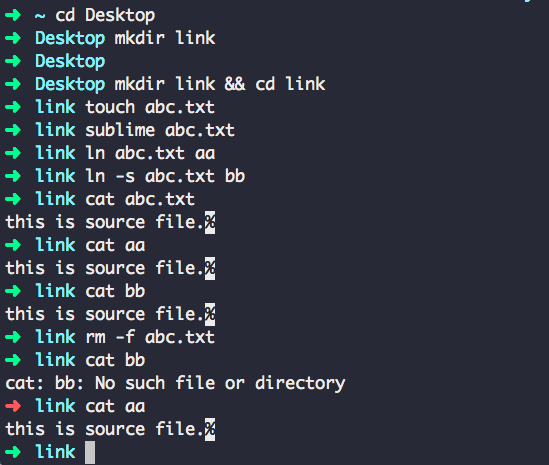 ➜ ~ cd Desktop
➜ Desktop mkdir link
➜ Desktop
➜ Desktop mkdir link && cd link
➜ link touch abc.txt
➜ link sublime abc.txt
➜ link ln abc.txt aa
➜ link ln -s abc.txt bb
➜ link cat abc.txt
this is source file.%
➜ link cat aa
this is source file.%
➜ link cat bb
this is source file.%
➜ link rm -f abc.txt
➜ link cat bb
cat: bb: No such file or directory
➜ link cat aa
this is source file.%
➜ link